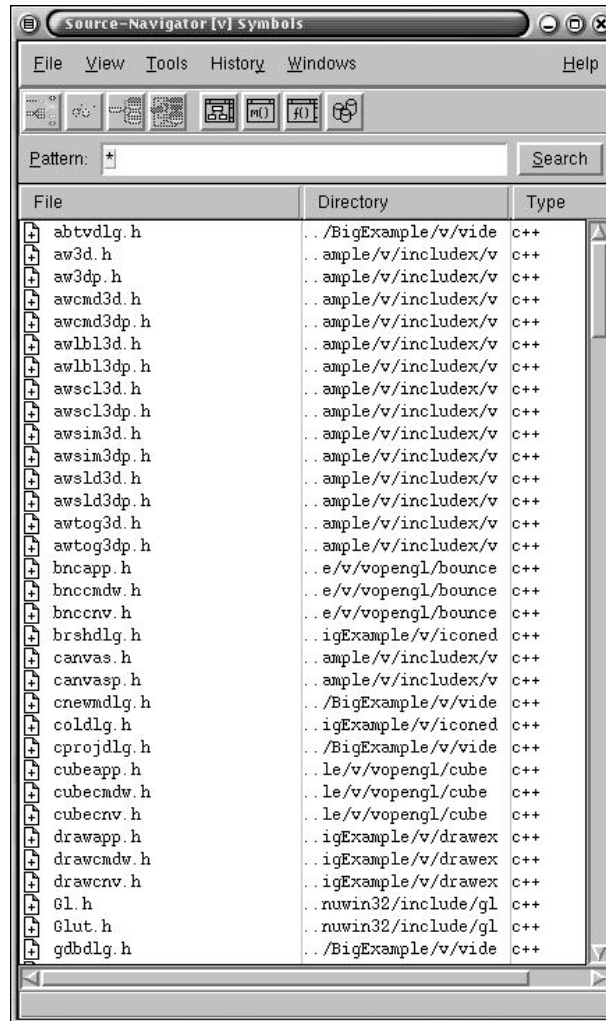 Source-Navigator [v] Symbols
File View Tools History Windows Help
m() f()
Pattern: * Search
File Directory Type
abtvdlg.h ../BigExample/v/vide c++
aw3d.h ..ample/v/includex/v c++
aw3dp.h ..ample/v/includex/v c++
awcmd3d.h ..ample/v/includex/v c++
awcmd3dp.h ..ample/v/includex/v c++
awlbl3d.h ..ample/v/includex/v c++
awlbl3dp.h ..ample/v/includex/v c++
awscl3d.h ..ample/v/includex/v c++
awscl3dp.h ..ample/v/includex/v c++
awsim3d.h ..ample/v/includex/v c++
awsim3dp.h ..ample/v/includex/v c++
awsld3d.h ..ample/v/includex/v c++
awsld3dp.h ..ample/v/includex/v c++
awtog3d.h ..ample/v/includex/v c++
awtog3dp.h ..ample/v/includex/v c++
bncapp.h ..e/v/vopengl/bounce c++
bnccmdw.h ..e/v/vopengl/bounce c++
bnccnv.h ..e/v/vopengl/bounce c++
brshdlg.h ..igExample/v/iconed c++
canvas.h ..ample/v/includex/v c++
canvasp.h ..ample/v/includex/v c++
cnewmdlg.h ../BigExample/v/vide c++
coldlg.h ..igExample/v/iconed c++
cprojdlg.h ../BigExample/v/vide c++
cubeapp.h ..le/v/vopengl/cube c++
cubecmdw.h ..le/v/vopengl/cube c++
cubecnv.h ..le/v/vopengl/cube c++
drawapp.h ..igExample/v/drawex c++
drawcmdw.h ..igExample/v/drawex c++
drawcnv.h ..igExample/v/drawex c++
Gl.h ..nuwin32/include/gl c++
Glut.h ..nuwin32/include/gl c++
gdbdlg.h ../BigExample/v/vide c++